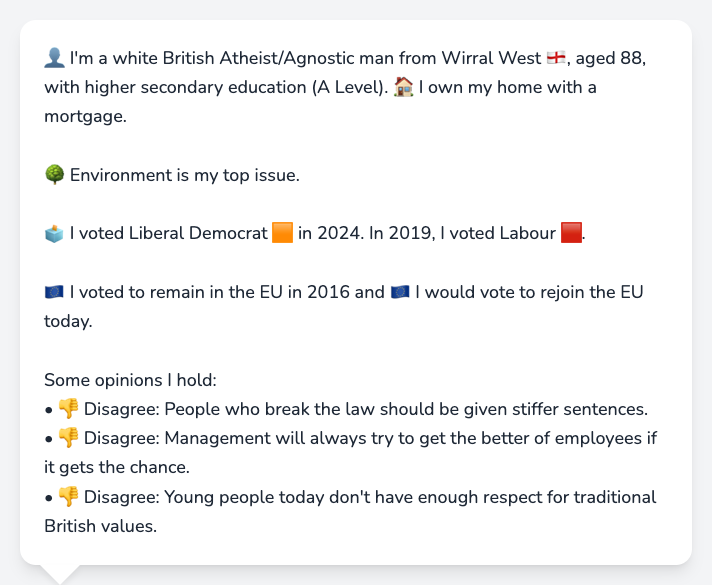 👤 I'm a white British Atheist/Agnostic man from Wirral West 🏴󠁧󠁢󠁥󠁮󠁧󠁿, aged 88,
with higher secondary education (A Level). 🏠 I own my home with a
mortgage.
🌳 Environment is my top issue.
🗳️ I voted Liberal Democrat 🟧 in 2024. In 2019, I voted Labour 🟥.
🇪🇺 I voted to remain in the EU in 2016 and 🇪🇺 I would vote to rejoin the EU
today.
Some opinions I hold:
• 👎 Disagree: People who break the law should be given stiffer sentences.
• 👎 Disagree: Management will always try to get the better of employees if
it gets the chance.
• 👎 Disagree: Young people today don't have enough respect for traditional
British values.